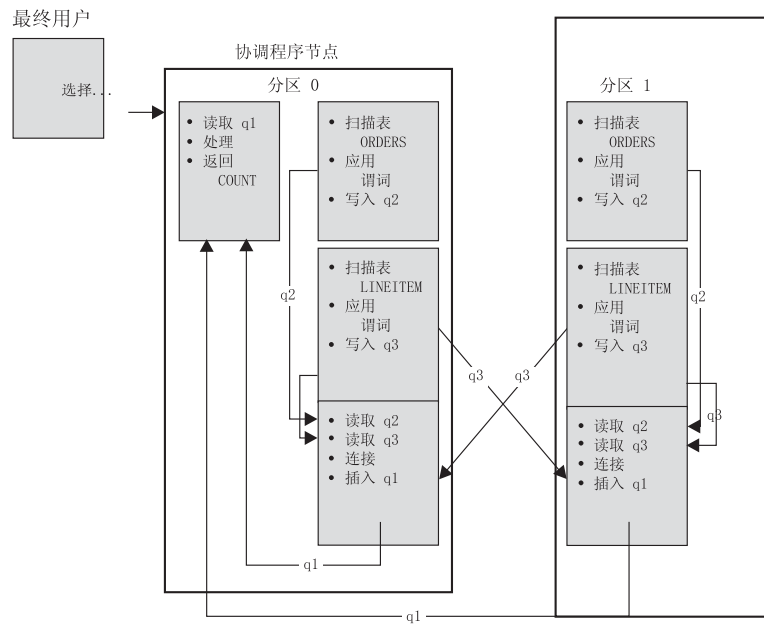 最终用户
选择...
协调程序节点
分区 0
• 读取 q1
• 处理
• 返回
COUNT
• 扫描表
ORDERS
• 应用
谓词
• 写入 q2
• 扫描表
LINEITEM
• 应用
谓词
• 写入 q3
• 读取 q2
• 读取 q3
• 连接
• 插入 q1
q2
q3
q3
q1
q1
分区 1
• 扫描表
ORDERS
• 应用
谓词
• 写入 q2
• 扫描表
LINEITEM
• 应用
谓词
• 写入 q3
• 读取 q2
• 读取 q3
• 连接
• 插入 q1
q2
q3